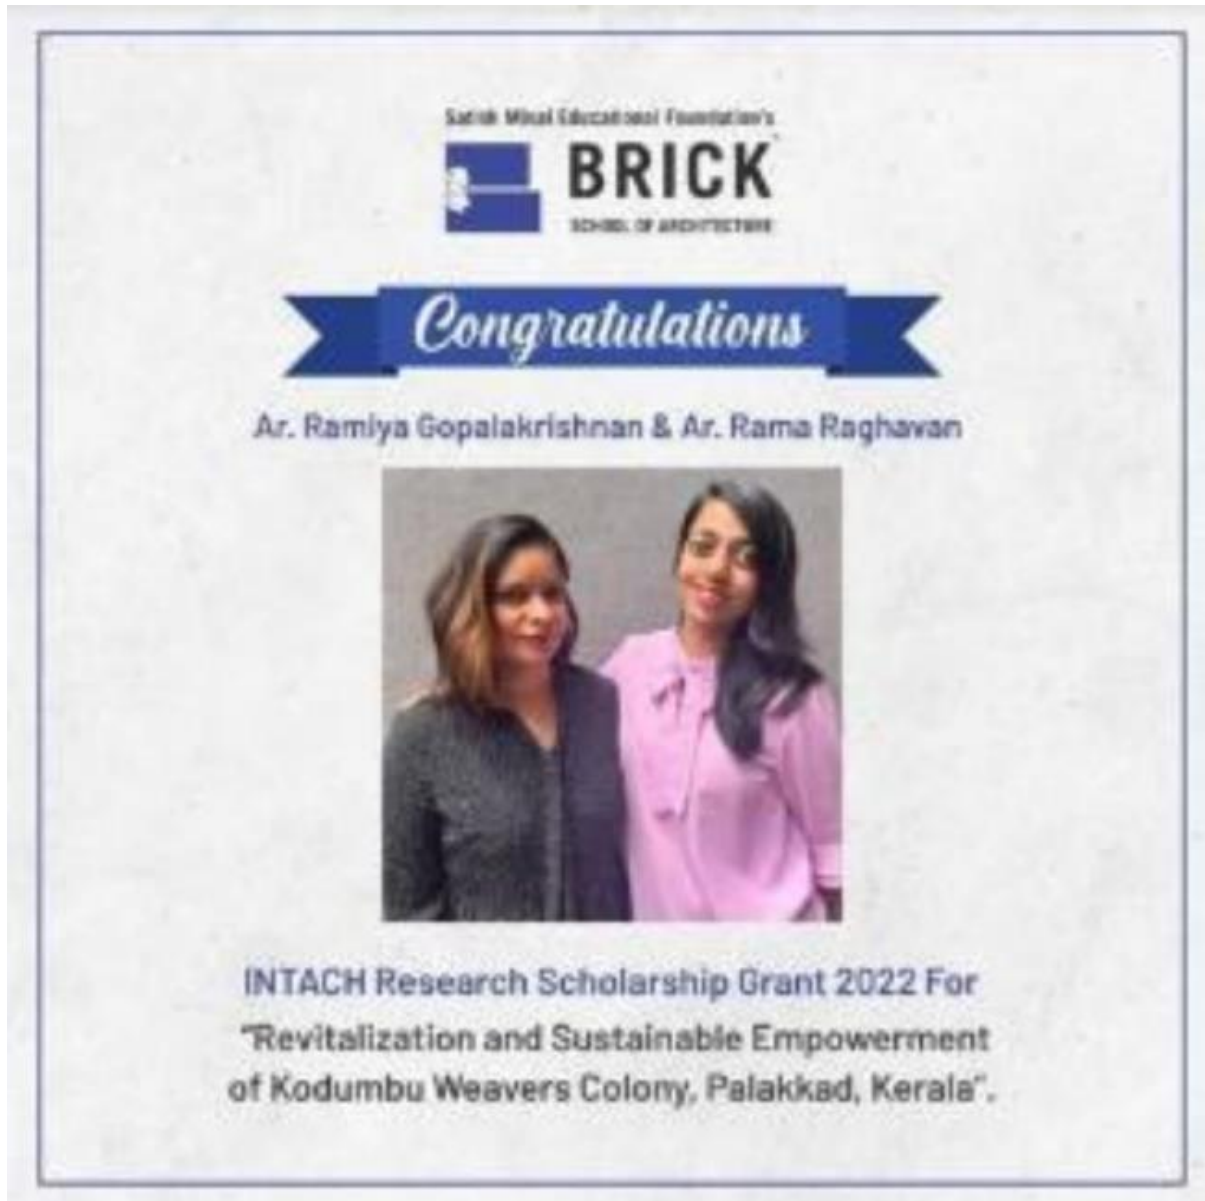 Satish Misal Educational Foundation's
BRICK
SCHOOL OF ARCHITECTURE
Congratulations
Ar. Ramiya Gopalakrishnan & Ar. Rama Raghavan
INTACH Research Scholarship Grant 2022 For
"Revitalization and Sustainable Empowerment
of Kodumbu Weavers Colony, Palakkad, Kerala".